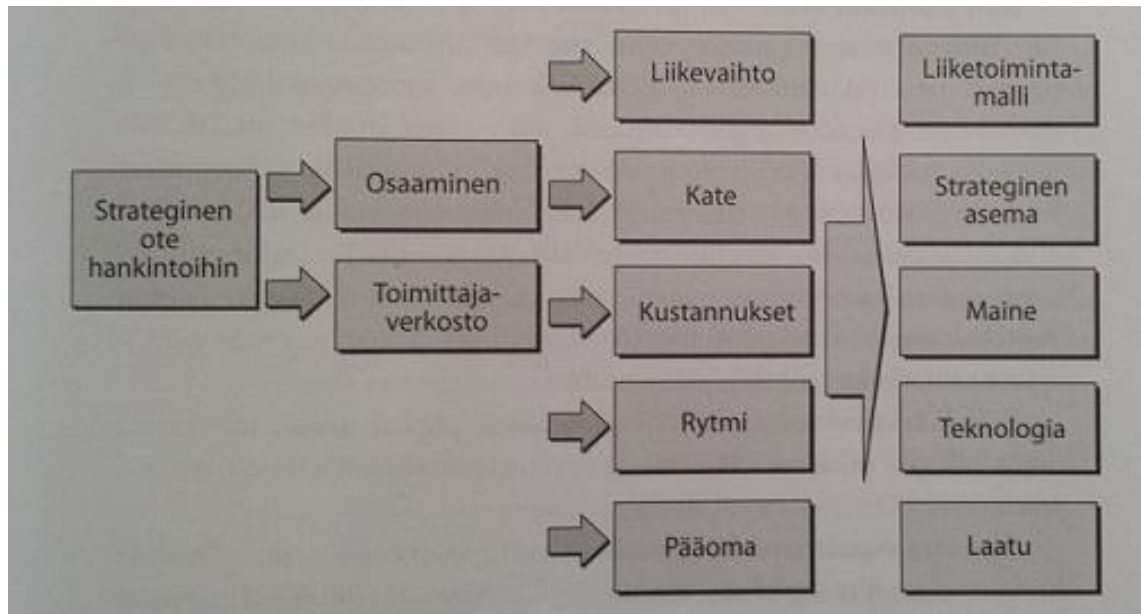 Strateginen
ote
hankintoihin
Osaaminen
Toimittaja-
verkosto
Liikevaihto
Kate
Kustannukset
Rytmi
Pääoma
Liiketoiminta-
malli
Strateginen
asema
Maine
Teknologia
Laatu